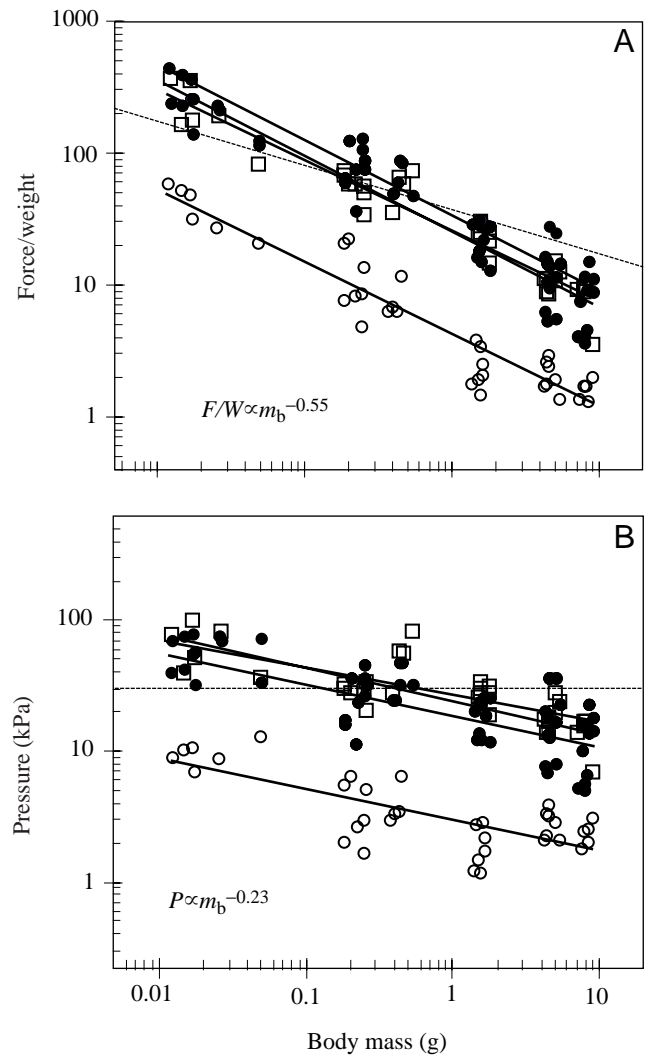 A
1000
100
10
1
Force/weight
F/W∝m_b^−0.55
B
100
10
1
Pressure (kPa)
P∝m_b^−0.23
0.01 0.1 1 10
Body mass (g)